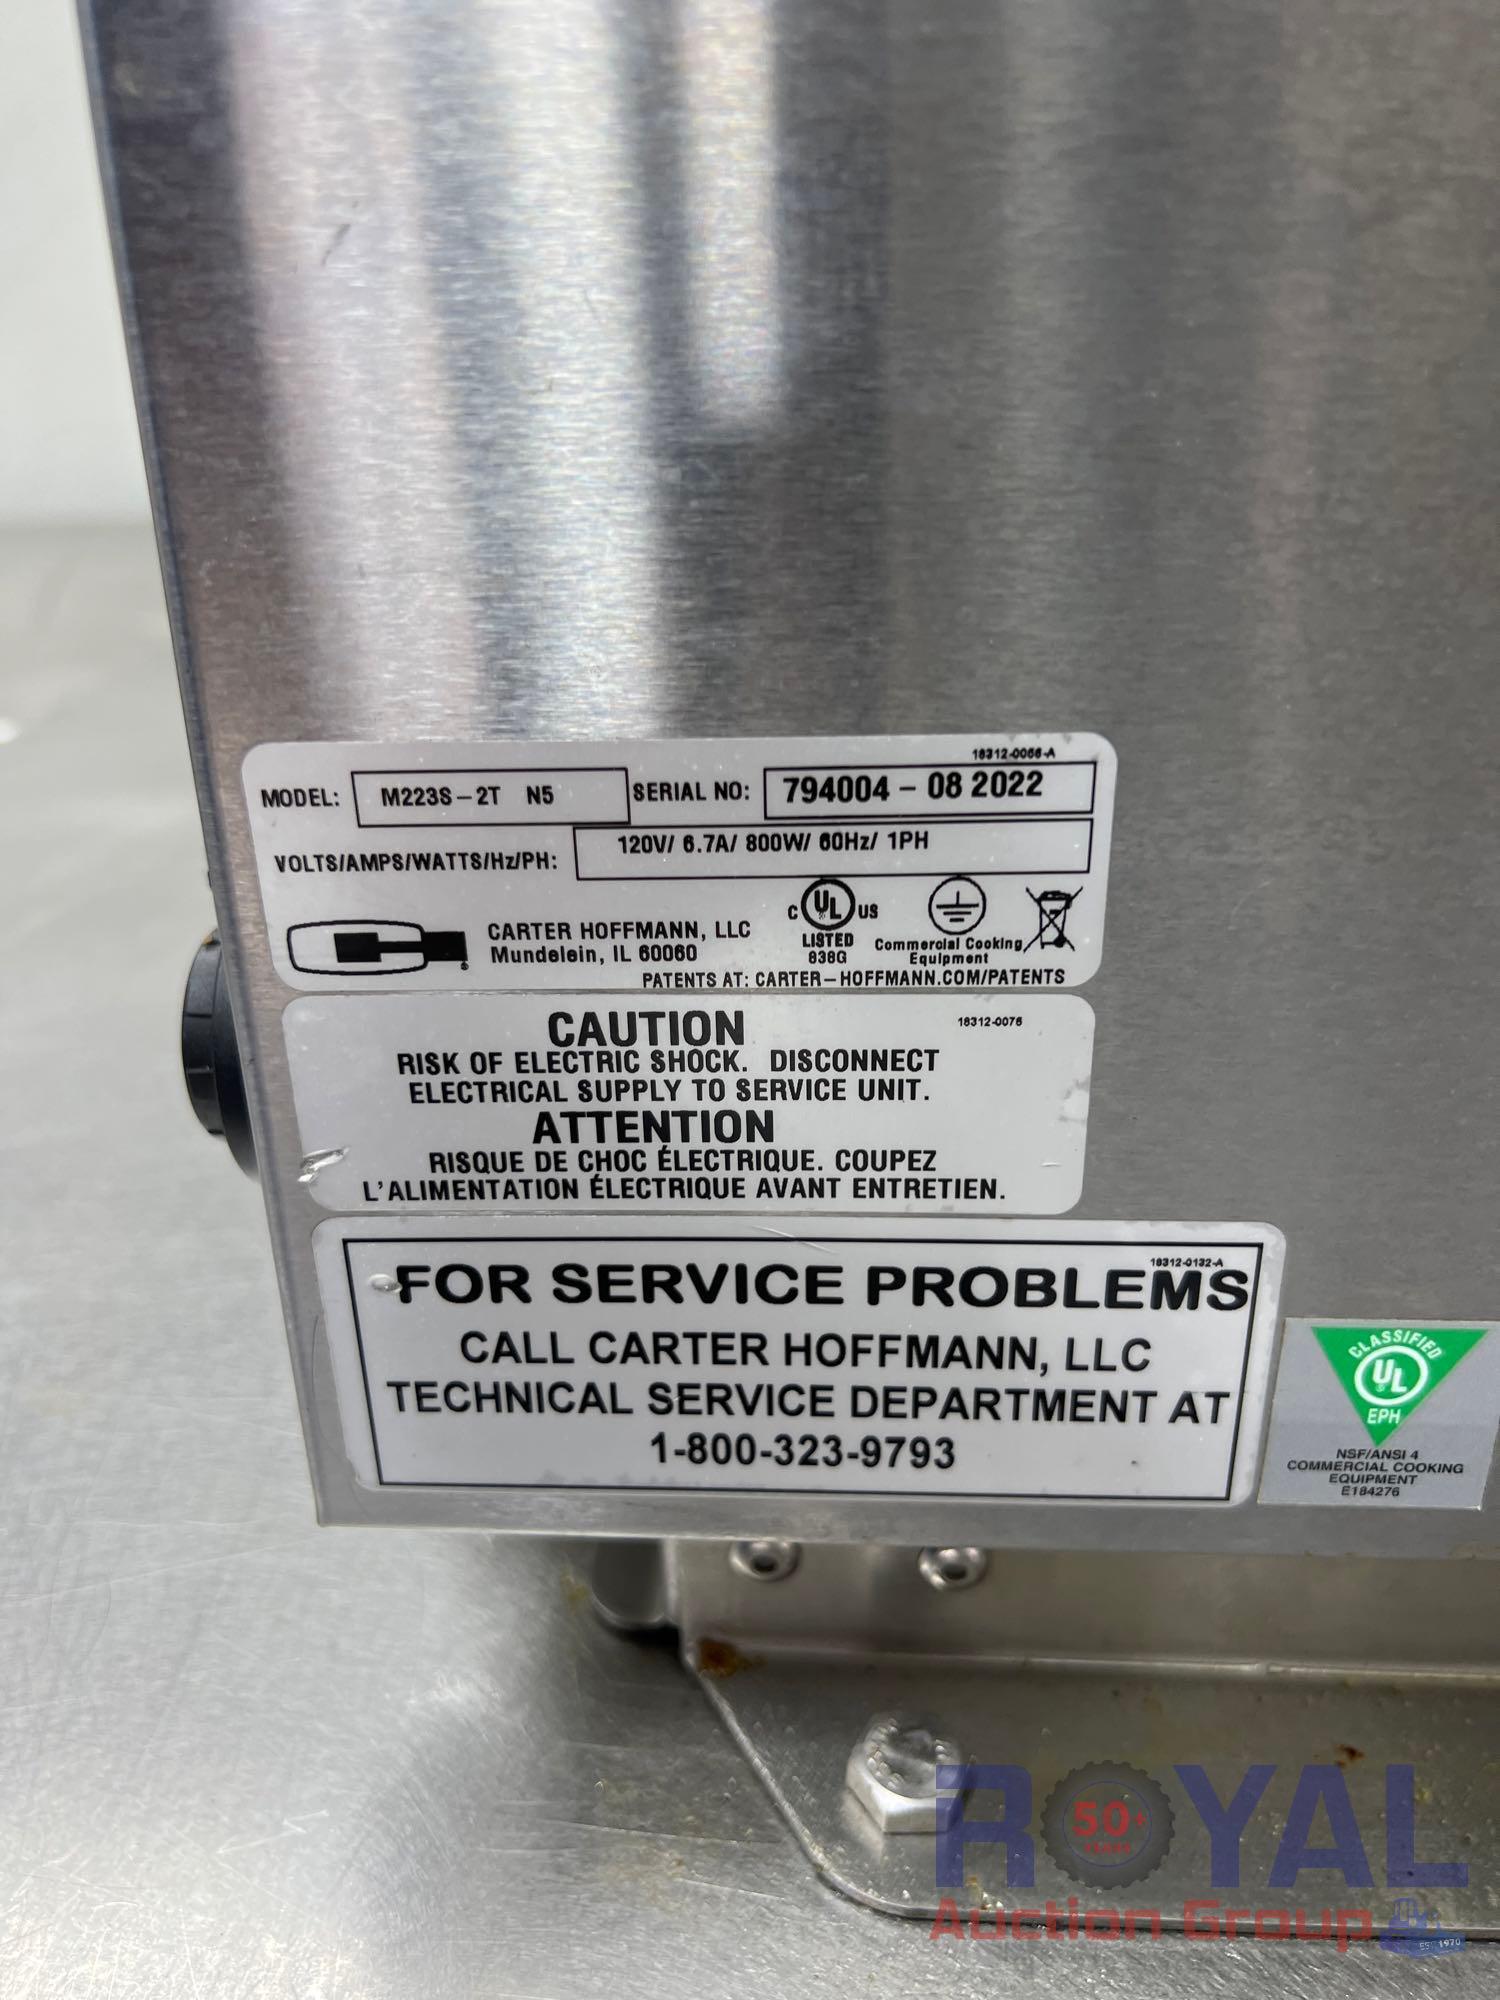 18312-0066-A
MODEL: M223S-2T N5 SERIAL NO: 794004 - 08 2022
VOLTS/AMPS/WATTS/Hz/PH: 120V/ 6.7A/ 800W/ 60Hz/ 1PH
C UL US
LISTED
838G
Commercial Cooking
Equipment
CARTER HOFFMANN, LLC
Mundelein, IL 60060
PATENTS AT: CARTER-HOFFMANN.COM/PATENTS
CAUTION
18312-0076
RISK OF ELECTRIC SHOCK. DISCONNECT
ELECTRICAL SUPPLY TO SERVICE UNIT.
ATTENTION
RISQUE DE CHOC ÉLECTRIQUE. COUPEZ
L'ALIMENTATION ÉLECTRIQUE AVANT ENTRETIEN.
18312-0132-A
FOR SERVICE PROBLEMS
CALL CARTER HOFFMANN, LLC
TECHNICAL SERVICE DEPARTMENT AT
1-800-323-9793
CLASSIFIED
UL
EPH
NSF/ANSI 4
COMMERCIAL COOKING
EQUIPMENT
E184276
ROYAL
50+
YEARS
Auction Group
EST 1970